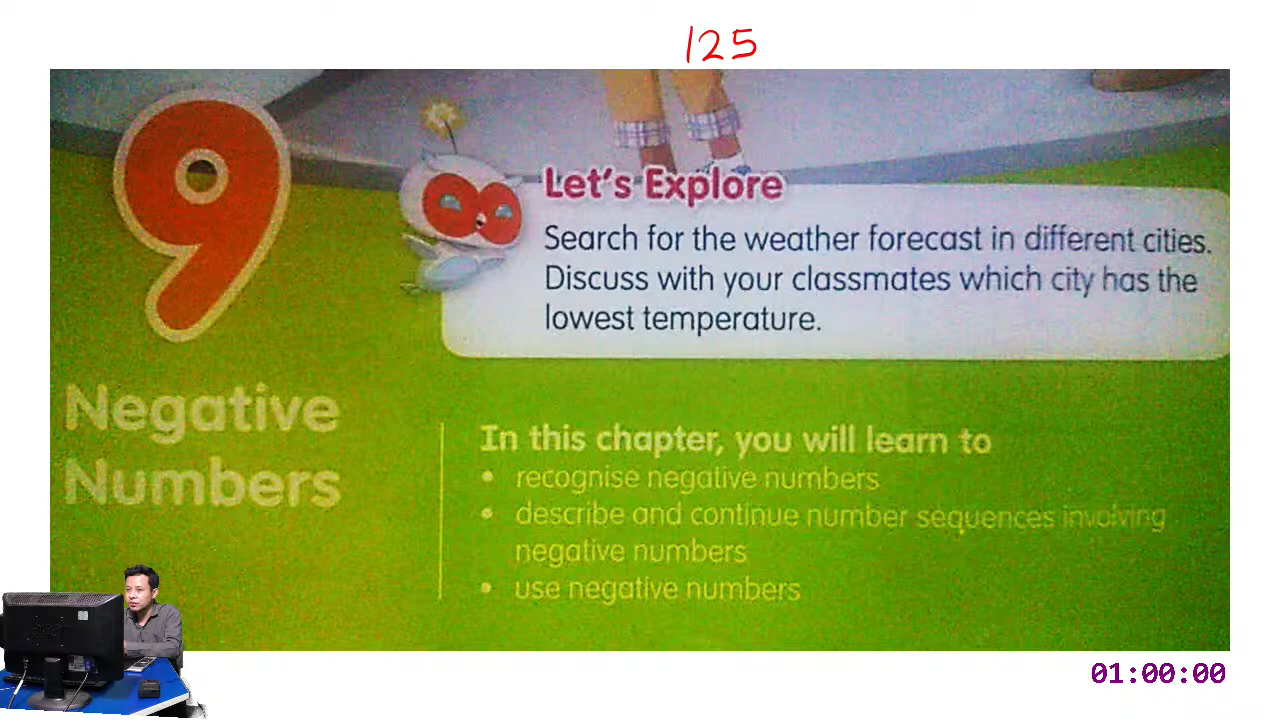 125
9
Let's Explore
Search for the weather forecast in different cities.
Discuss with your classmates which city has the
lowest temperature.
Negative
Numbers
In this chapter, you will learn to
• recognise negative numbers
• describe and continue number sequences involving
negative numbers
• use negative numbers
01:00:00